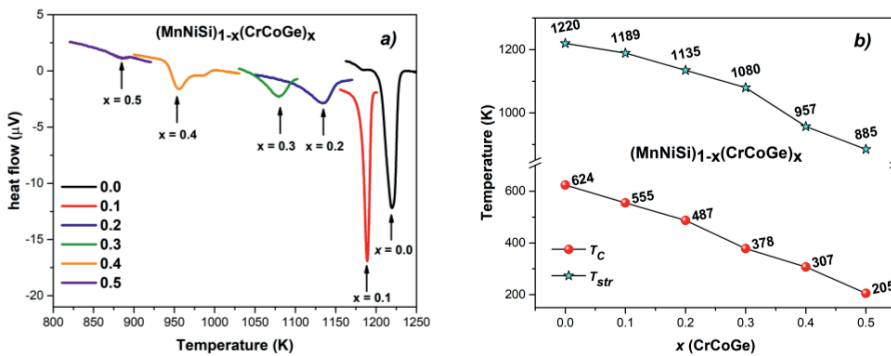 (MnNiSi)1-x(CrCoGe)x
a)
5
0
-5
-10
-15
-20
heat flow (μV)
x = 0.5
x = 0.4
x = 0.3
x = 0.2
x = 0.0
x = 0.1
0.0
0.1
0.2
0.3
0.4
0.5
800 850 900 950 1000 1050 1100 1150 1200 1250
Temperature (K)
b)
1220
1189
1135
1080
957
885
1200
1000
600
400
200
Temperature (K)
(MnNiSi)1-x(CrCoGe)x
624
555
487
378
307
205
TC
Tstr
0.0 0.1 0.2 0.3 0.4 0.5
x (CrCoGe)